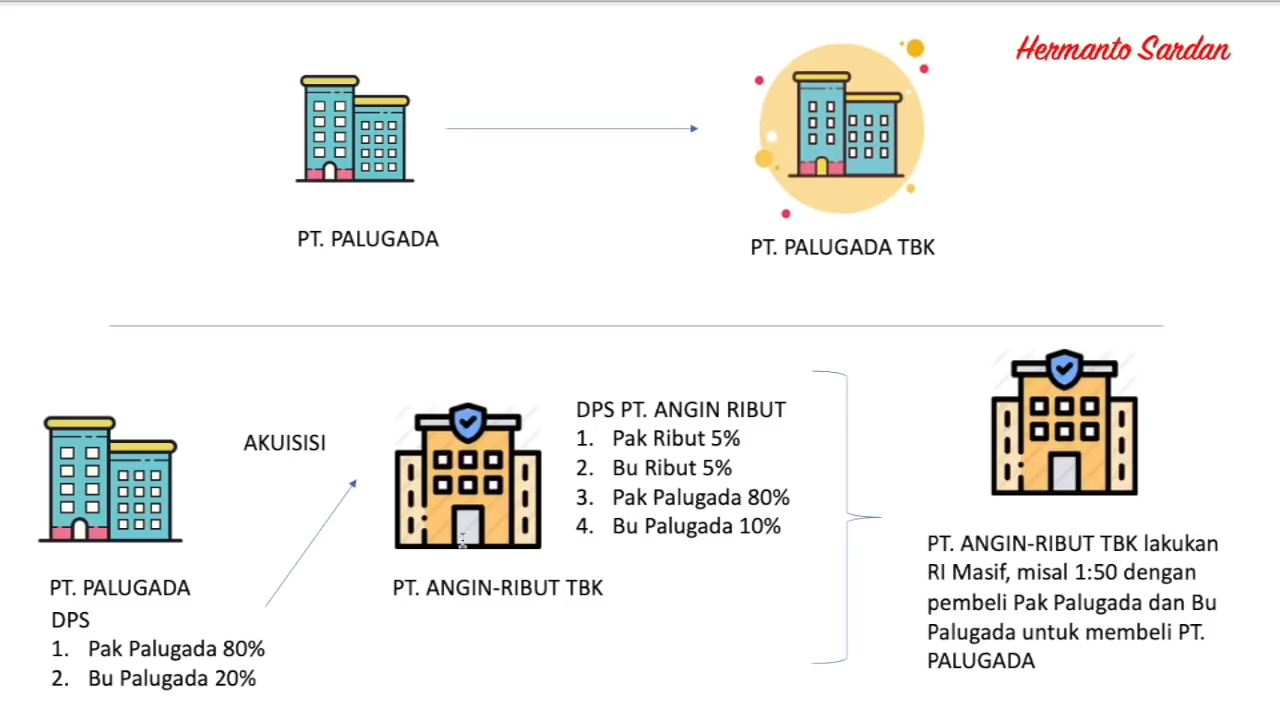 Hermanto Sardan
PT. PALUGADA
PT. PALUGADA TBK
AKUISISI
PT. PALUGADA
DPS
1. Pak Palugada 80%
2. Bu Palugada 20%
PT. ANGIN-RIBUT TBK
DPS PT. ANGIN RIBUT
1. Pak Ribut 5%
2. Bu Ribut 5%
3. Pak Palugada 80%
4. Bu Palugada 10%
PT. ANGIN-RIBUT TBK lakukan
RI Masif, misal 1:50 dengan
pembeli Pak Palugada dan Bu
Palugada untuk membeli PT.
PALUGADA